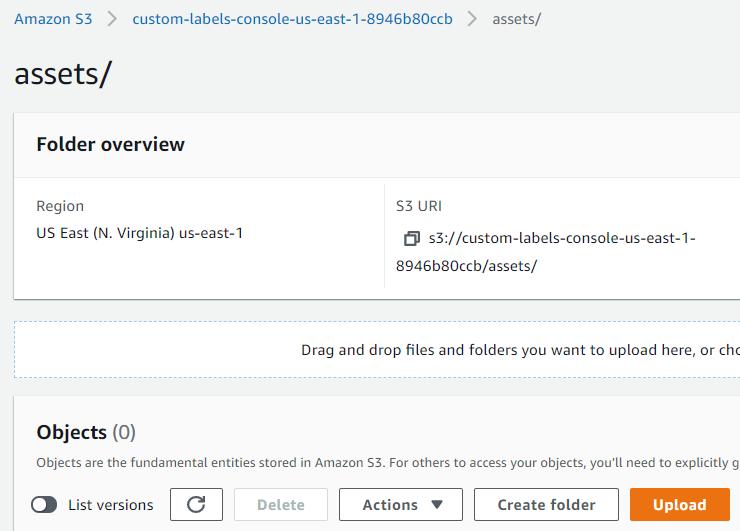 Amazon S3 > custom-labels-console-us-east-1-8946b80ccb > assets/
assets/
Folder overview
Region
US East (N. Virginia) us-east-1
S3 URI
s3://custom-labels-console-us-east-1-
8946b80ccb/assets/
Drag and drop files and folders you want to upload here, or cho
Objects (0)
Objects are the fundamental entities stored in Amazon S3. For others to access your objects, you'll need to explicitly g
List versions Delete Actions Create folder Upload